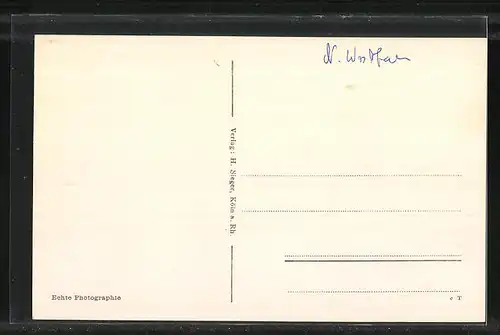 N. Westfalen
Verlag: H. Sieger, Köln a. Rh.
Echte Photographie
c T